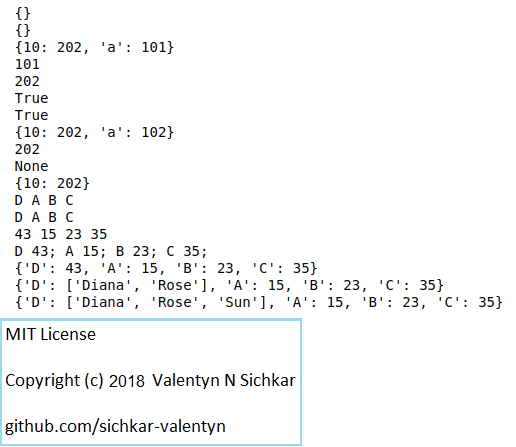 {}
{}
{10: 202, 'a': 101}
101
202
True
True
{10: 202, 'a': 102}
202
None
{10: 202}
D A B C
D A B C
43 15 23 35
D 43; A 15; B 23; C 35;
{'D': 43, 'A': 15, 'B': 23, 'C': 35}
{'D': ['Diana', 'Rose'], 'A': 15, 'B': 23, 'C': 35}
{'D': ['Diana', 'Rose', 'Sun'], 'A': 15, 'B': 23, 'C': 35}
MIT License
Copyright (c) 2018 Valentyn N Sichkar
github.com/sichkar-valentyn